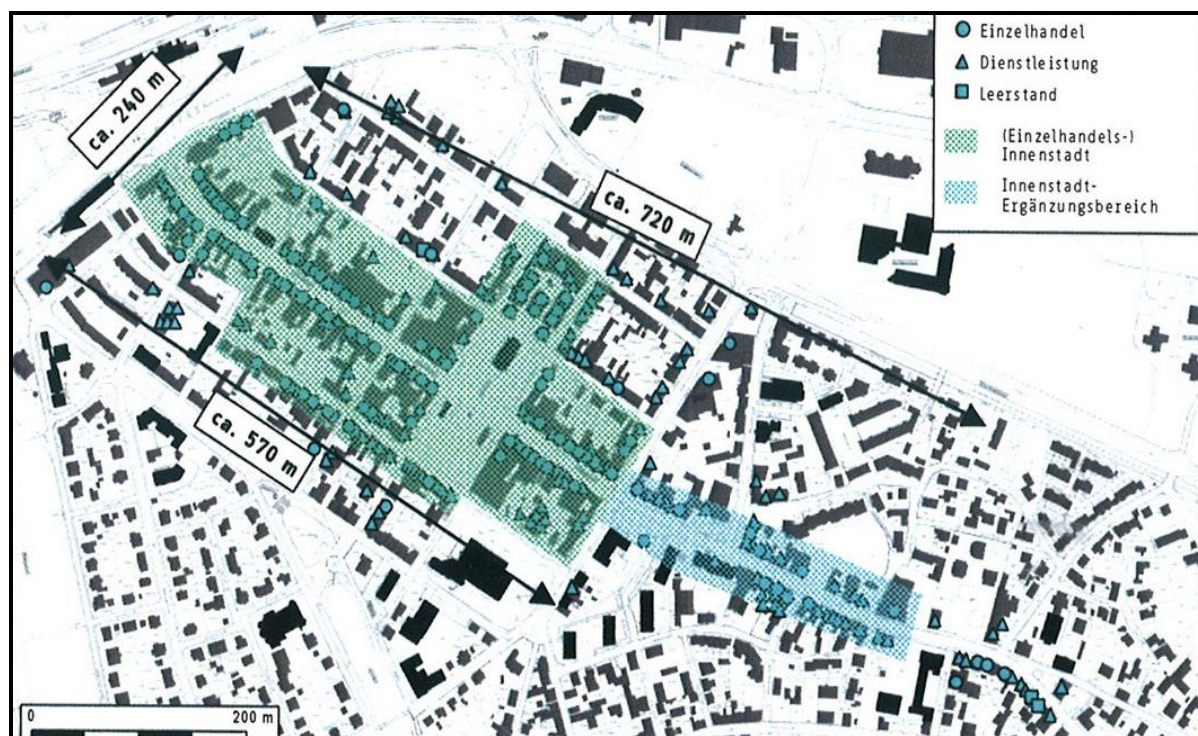 Einzelhandel
Dienstleistung
Leerstand
(Einzelhandels-)
Innenstadt
Innenstadt-
Ergänzungsbereich
ca. 240 m
ca. 720 m
ca. 570 m
0 200 m